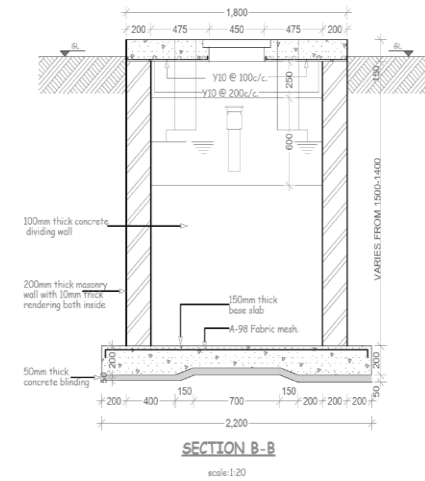 1,800
200 475 450 475 200
GL
GL
150
Y10 @ 100c/c.
250
Y10 @ 200c/c.
600
VARIES FROM 1500-1400
100mm thick concrete
dividing wall
200mm thick masonry
wall with 10mm thick
rendering both inside
150mm thick
base slab
A-98 Fabric mesh.
200
200
50mm thick
concrete blinding
50
50
150
150
200 400 700 200 200 200
2,200
SECTION B-B
scale:1:20